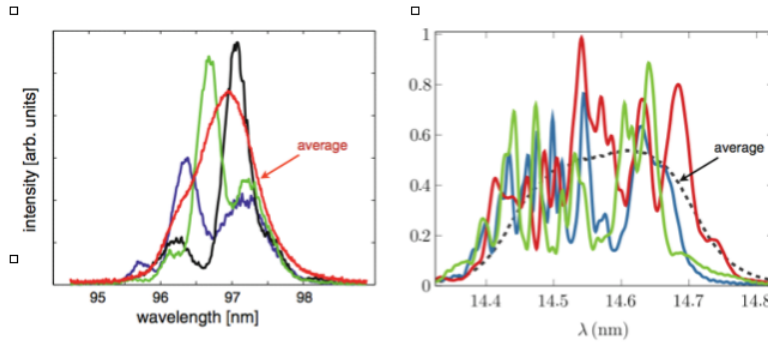 intensity [arb. units]
average
95 96 97 98
wavelength [nm]
1
0.8
0.6
0.4
0.2
0
average
14.4 14.5 14.6 14.7 14.8
λ (nm)